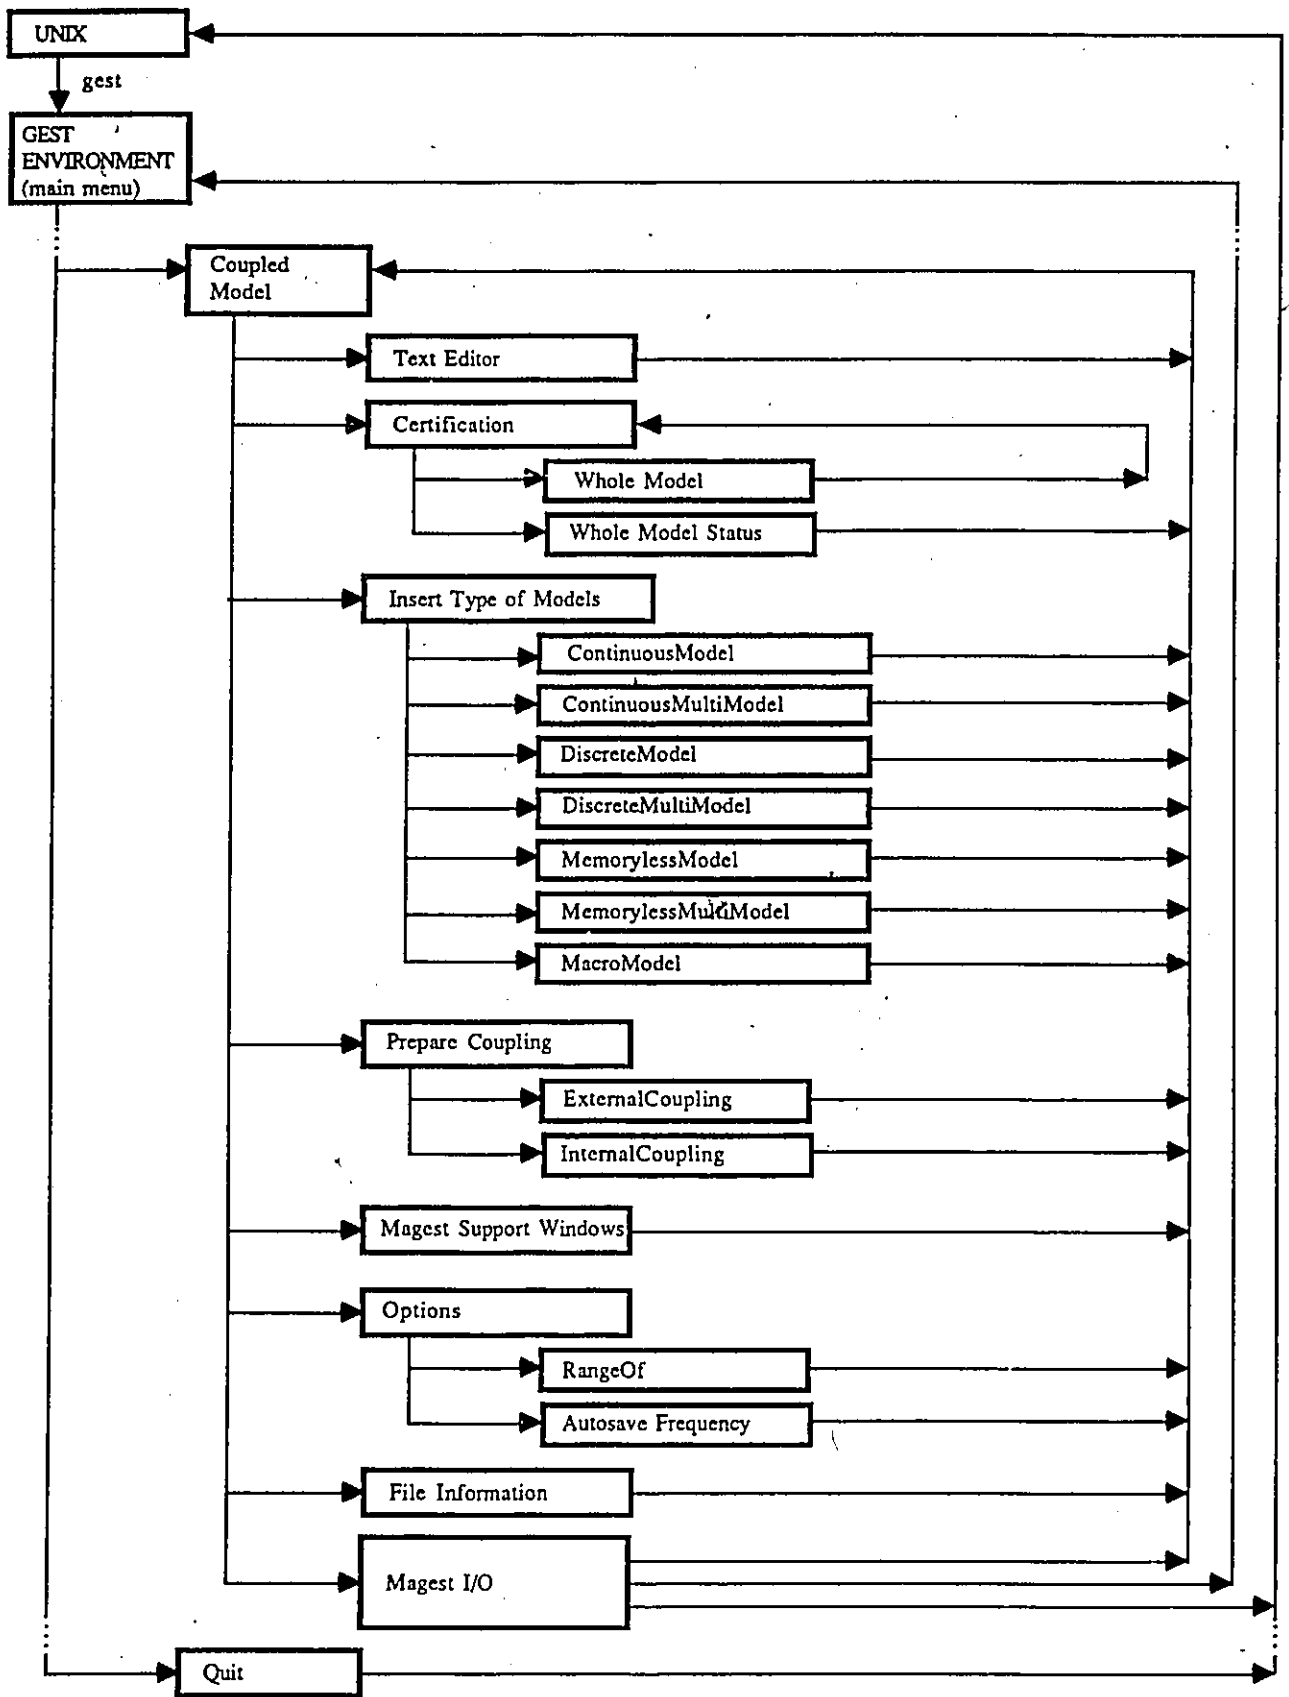 UNIX
gest
GEST
ENVIRONMENT
(main menu)
Coupled
Model
Text Editor
Certification
Whole Model
Whole Model Status
Insert Type of Models
ContinuousModel
ContinuousMultiModel
DiscreteModel
DiscreteMultiModel
MemorylessModel
MemorylessMultiModel
MacroModel
Prepare Coupling
ExternalCoupling
InternalCoupling
Magest Support Windows
Options
RangeOf
Autosave Frequency
File Information
Magest I/O
Quit